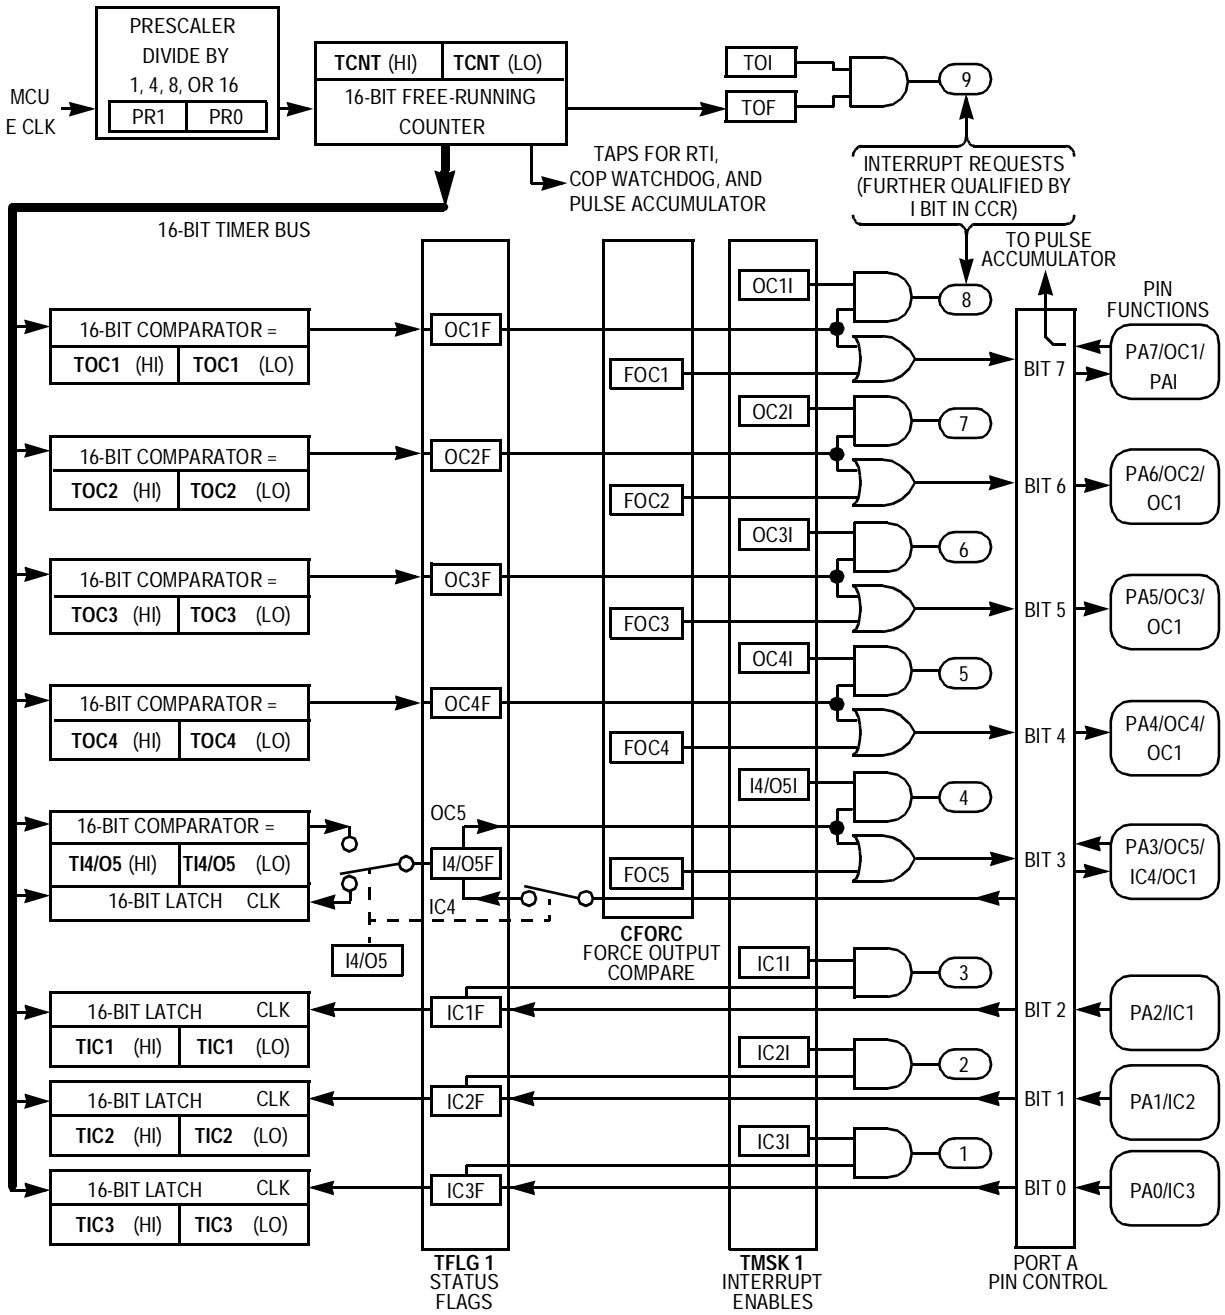 PRESCALER
DIVIDE BY
1, 4, 8, OR 16
PR1 PR0
MCU
E CLK
TCNT (HI) TCNT (LO)
16-BIT FREE-RUNNING
COUNTER
TOI
TOF
9
TAPS FOR RTI,
COP WATCHDOG, AND
PULSE ACCUMULATOR
INTERRUPT REQUESTS
(FURTHER QUALIFIED BY
I BIT IN CCR)
16-BIT TIMER BUS
TO PULSE
ACCUMULATOR
PIN
FUNCTIONS
OC1I
8
16-BIT COMPARATOR =
TOC1 (HI) TOC1 (LO)
OC1F
FOC1
BIT 7
PA7/OC1/
PAI
OC2I
7
16-BIT COMPARATOR =
TOC2 (HI) TOC2 (LO)
OC2F
FOC2
BIT 6
PA6/OC2/
OC1
OC3I
6
16-BIT COMPARATOR =
TOC3 (HI) TOC3 (LO)
OC3F
FOC3
BIT 5
PA5/OC3/
OC1
OC4I
5
16-BIT COMPARATOR =
TOC4 (HI) TOC4 (LO)
OC4F
FOC4
BIT 4
PA4/OC4/
OC1
I4/O5I
4
16-BIT COMPARATOR =
TI4/O5 (HI) TI4/O5 (LO)
16-BIT LATCH CLK
OC5
I4/O5F
IC4
FOC5
BIT 3
PA3/OC5/
IC4/OC1
I4/O5
CFORC
FORCE OUTPUT
COMPARE
IC1I
3
16-BIT LATCH CLK
TIC1 (HI) TIC1 (LO)
IC1F
BIT 2
PA2/IC1
IC2I
2
16-BIT LATCH CLK
TIC2 (HI) TIC2 (LO)
IC2F
BIT 1
PA1/IC2
IC3I
1
16-BIT LATCH CLK
TIC3 (HI) TIC3 (LO)
IC3F
BIT 0
PA0/IC3
TFLG 1
STATUS
FLAGS
TMSK 1
INTERRUPT
ENABLES
PORT A
PIN CONTROL